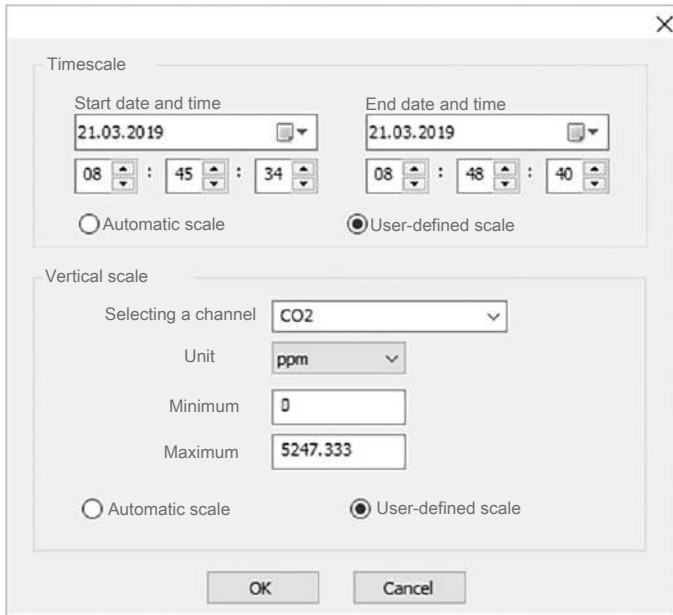 Timescale
Start date and time End date and time
21.03.2019 21.03.2019
08 : 45 : 34 08 : 48 : 40
Automatic scale User-defined scale
Vertical scale
Selecting a channel CO2
Unit ppm
Minimum 0
Maximum 5247.333
Automatic scale User-defined scale
OK Cancel